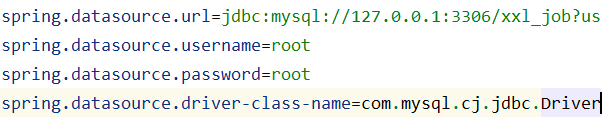 spring.datasource.url=jdbc:mysql://127.0.0.1:3306/xxl_job?us
spring.datasource.username=root
spring.datasource.password=root
spring.datasource.driver-class-name=com.mysql.cj.jdbc.Driver